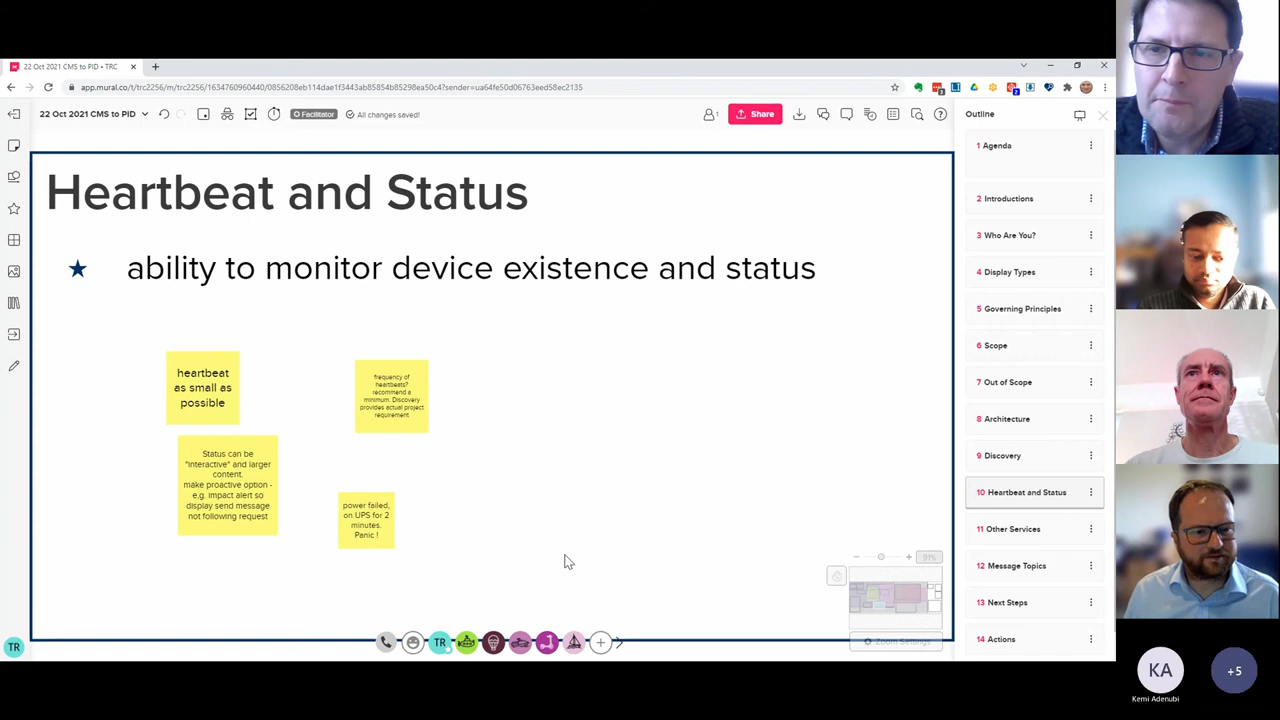 22 Oct 2021 CMS to PID • TRC
app.mural.co/t/trc2256/m/trc2256/1634760960440/0856208eb1f4dae1f3443ab85854b85298ea50c4?sender=ua64fe50d06763eed58ec2135
22 Oct 2021 CMS to PID
Facilitator
All changes saved!
1
Share
Outline
Heartbeat and Status
ability to monitor device existence and status
heartbeat
as small as
possible
frequency of
heartbeats?
recommend a
minimum. Discovery
provides actual project
requirement.
Status can be
"interactive" and larger
content.
make proactive option -
e.g. impact alert so
display send message
not following request
power failed,
on UPS for 2
minutes.
Panic !
1 Agenda
2 Introductions
3 Who Are You?
4 Display Types
5 Governing Principles
6 Scope
7 Out of Scope
8 Architecture
9 Discovery
10 Heartbeat and Status
11 Other Services
12 Message Topics
13 Next Steps
14 Actions
91%
Zoom Settings
TR
TR
KA
Kemi Adenubi
+5